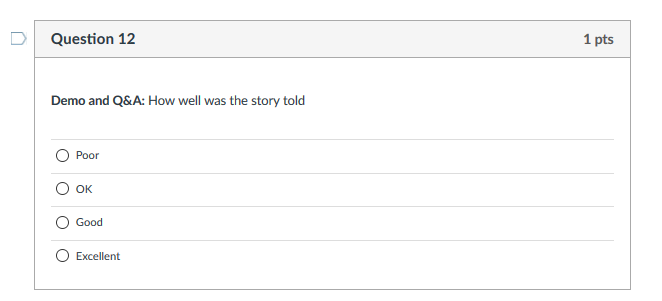 Question 12
1 pts
Demo and Q&A: How well was the story told
Poor
OK
Good
Excellent